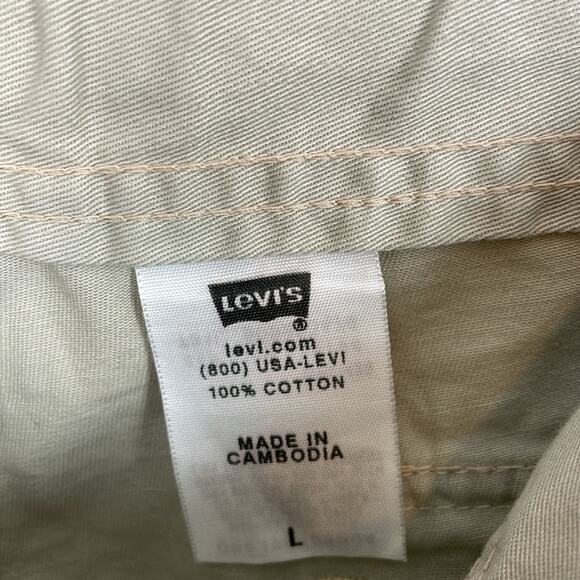 LEVI'S
®
levi.com
(800) USA-LEVI
100% COTTON
MADE IN
CAMBODIA
L